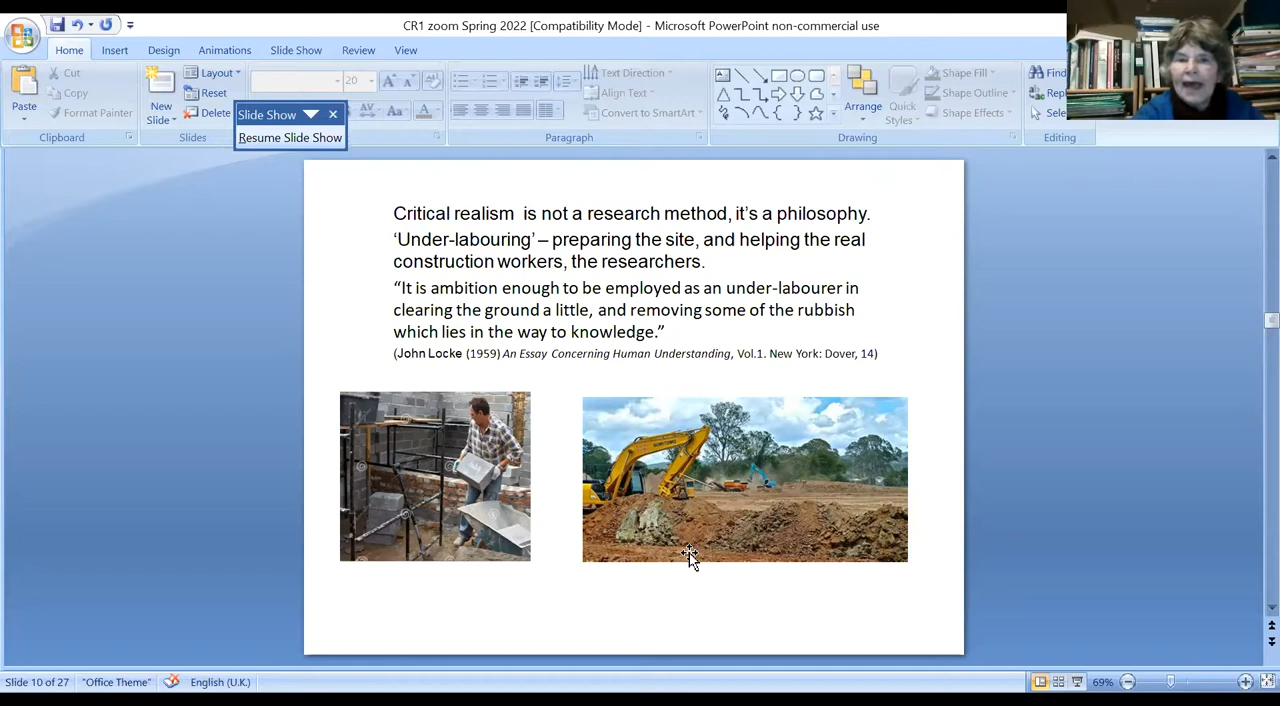 CR1 zoom Spring 2022 [Compatibility Mode] - Microsoft PowerPoint non-commercial use
Home Insert Design Animations Slide Show Review View
Paste
Cut
Copy
Format Painter
Clipboard
New Slide
Layout
Reset
Delete
Slides
Slide Show
Resume Slide Show
20
Aa
A
Paragraph
Text Direction
Align Text
Convert to SmartArt
Arrange
Quick Styles
Shape Fill
Shape Outline
Shape Effects
Drawing
Editing
Critical realism is not a research method, it’s a philosophy.
‘Under-labouring’ – preparing the site, and helping the real
construction workers, the researchers.
“It is ambition enough to be employed as an under-labourer in
clearing the ground a little, and removing some of the rubbish
which lies in the way to knowledge.”
(John Locke (1959) An Essay Concerning Human Understanding, Vol.1. New York: Dover, 14)
Slide 10 of 27 "Office Theme" English (U.K.) 69%